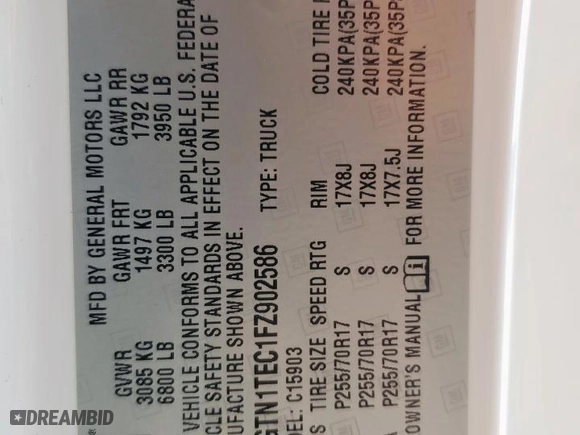 MFD BY GENERAL MOTORS LLC
GVWR GAWR FRT GAWR RR
3085 KG 1497 KG 1792 KG
6800 LB 3300 LB 3950 LB
VEHICLE CONFORMS TO ALL APPLICABLE U.S. FEDERA
CLE SAFETY STANDARDS IN EFFECT ON THE DATE OF
UFACTURE SHOWN ABOVE.
GTN1TEC1FZ902586 TYPE: TRUCK
DEL: C15903
S TIRE SIZE SPEED RTG RIM COLD TIRE
P255/70R17 S 17X8J 240KPA(35P
P255/70R17 S 17X8J 240KPA(35P
A P255/70R17 S 17X7.5J 240KPA(35P
OWNER'S MANUAL i FOR MORE INFORMATION.
GM
DREAMBID